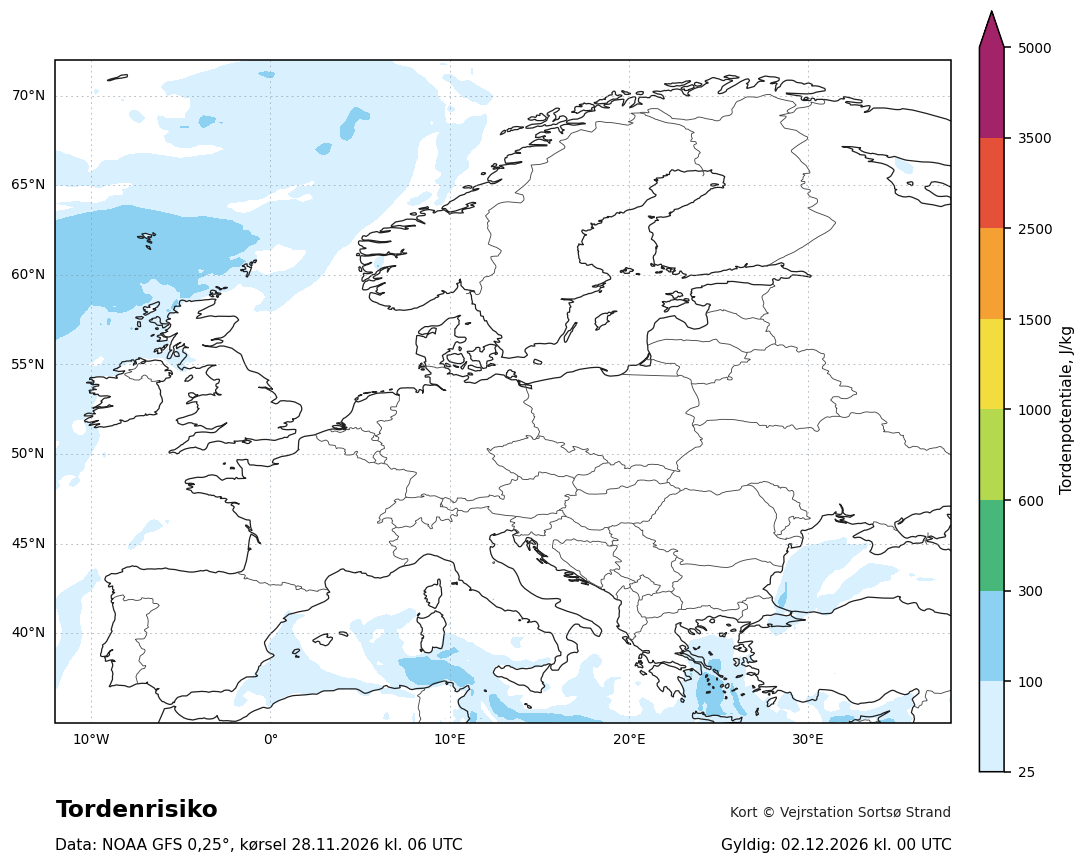 70°N
65°N
60°N
55°N
50°N
45°N
40°N
10°W
0°
10°E
20°E
30°E
5000
3500
2500
1500
1000
600
300
100
25
Tordenpotentiale, J/kg
Tordenrisiko
Kort © Vejrstation Sortsø Strand
Data: NOAA GFS 0,25°, kørsel 28.11.2026 kl. 06 UTC
Gyldig: 02.12.2026 kl. 00 UTC